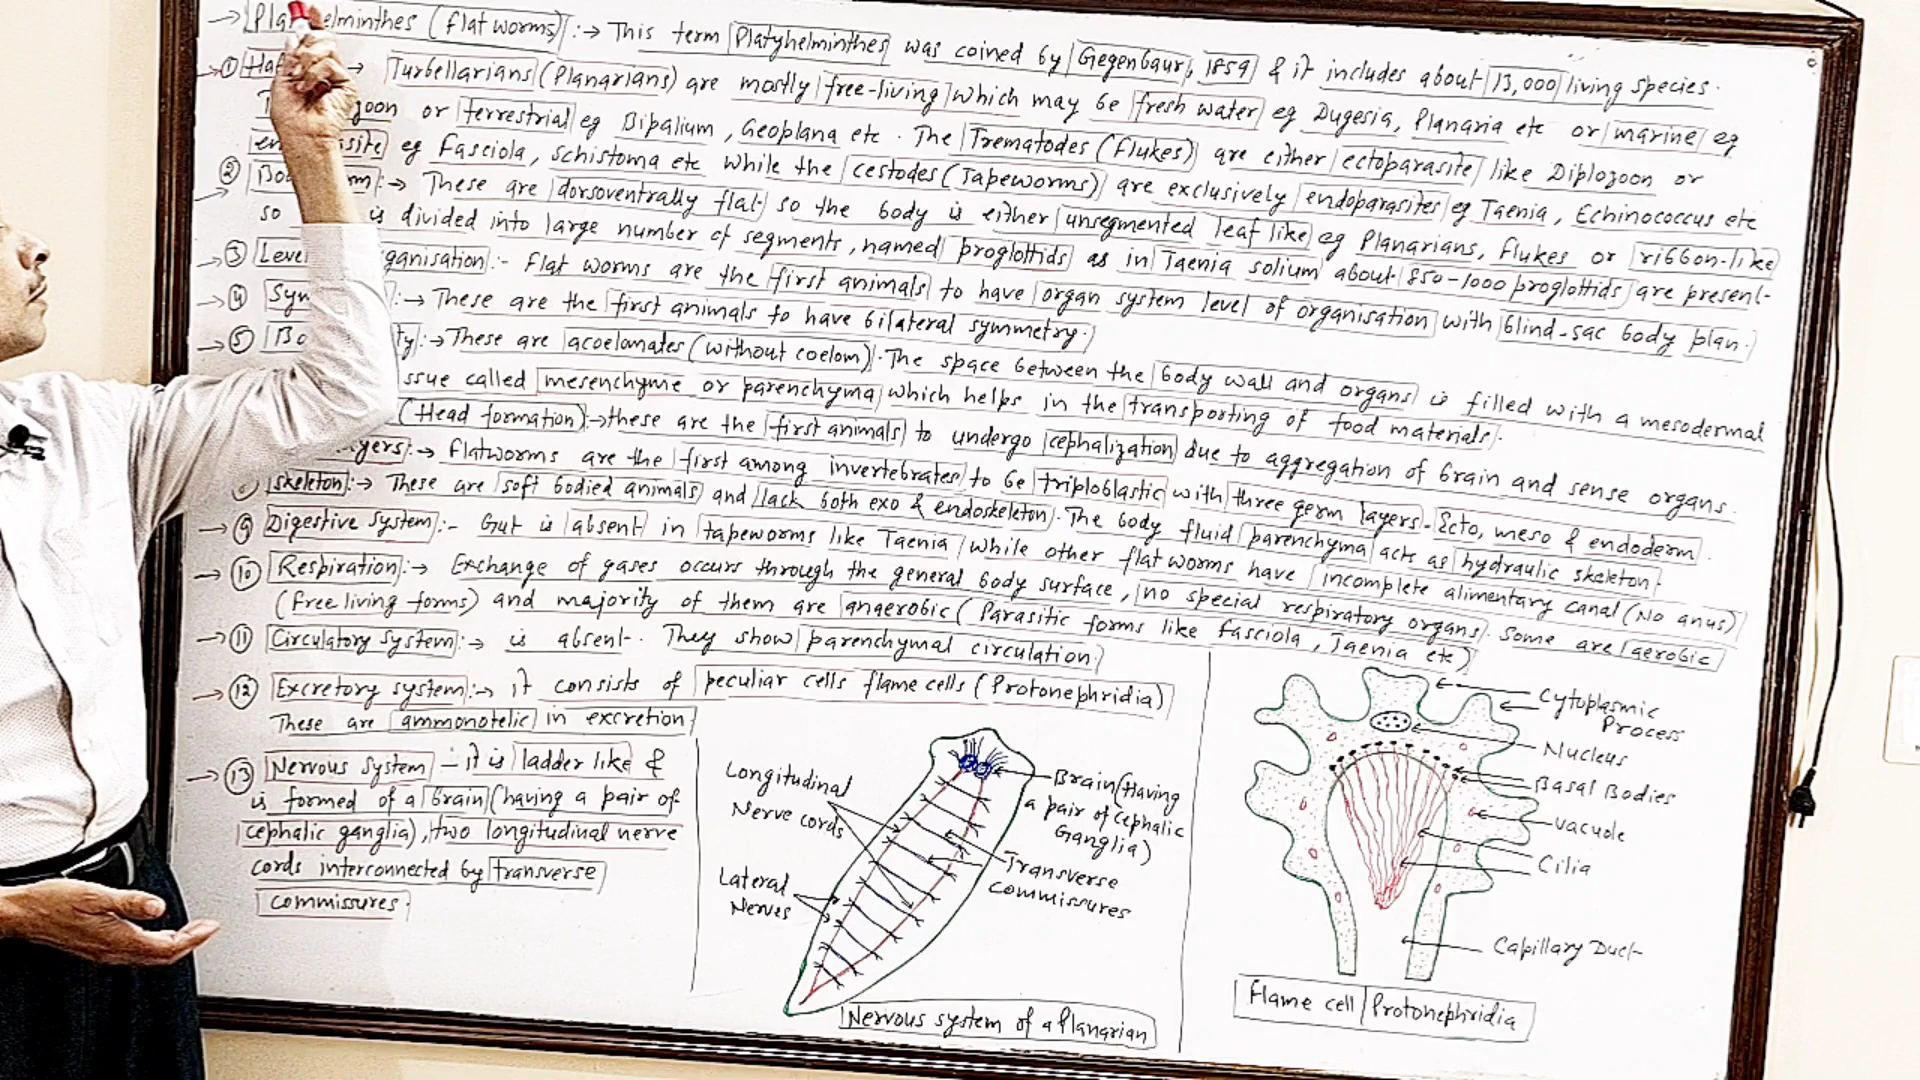 → Pla elminthes (flat worms) :→ This term Platyhelminthes was coined by Gegenbaur, 1859 & it includes about 13,000 living species.
① Ha → Turbellarians (Planarians) are mostly free-living which may be fresh water eg Dugesia, Planaria etc or marine eg
goon or terrestrial eg Bipalium, Geoplana etc. The Trematodes (flukes) are either ectoparasite like Diplozoon or
en site eg Fasciola, schistoma etc while the cestodes (Tapeworms) are exclusively endoparasites eg Taenia, Echinococcus etc
② Bo m :→ These are dorsoventrally flat so the body is either unsegmented leaf like eg Planarians, flukes or ribbon-like
so is divided into large number of segments, named proglottids as in Taenia solium about 850-1000 proglottids are present-
③ Leve ganisation :- Flat worms are the first animals to have organ system level of organisation with blind-sac body plan.
④ Sym :→ These are the first animals to have bilateral symmetry.
⑤ Bo ty :→ These are acoelomates (without coelom). The space between the body wall and organs is filled with a mesodermal
ssue called mesenchyme or parenchyma which helps in the transporting of food materials.
(Head formation) :→ these are the first animals to undergo cephalization due to aggregation of brain and sense organs.
yers :→ flatworms are the first among invertebrates to be triploblastic with three germ layers - Ecto, meso & endoderm.
skeleton :→ These are soft bodied animals and lack both exo & endoskeleton. The body fluid parenchyma acts as hydraulic skeleton.
→ ⑨ Digestive system :- Gut is absent in tapeworms like Taenia while other flat worms have incomplete alimentary canal (No anus)
→ ⑩ Respiration :→ Exchange of gases occurs through the general body surface, no special respiratory organs. Some are aerobic
(free living forms) and majority of them are anaerobic (Parasitic forms like fasciola, Taenia etc)
→ ⑪ Circulatory system :→ is absent. They show parenchymal circulation
→ ⑫ Excretory system :→ it consists of peculiar cells flame cells (Protonephridia)
These are ammonotelic in excretion
→ ⑬ Nervous system - it is ladder like &
is formed of a brain (having a pair of
cephalic ganglia), two longitudinal nerve
cords interconnected by transverse
commissures.
Longitudinal
Nerve cords
Lateral
Nerves
Brain (Having
a pair of cephalic
Ganglia)
Transverse
commissures
Nervous system of a Planarian
Cytoplasmic
Process
Nucleus
Basal Bodies
vacuole
Cilia
Capillary Duct
Flame cell Protonephridia